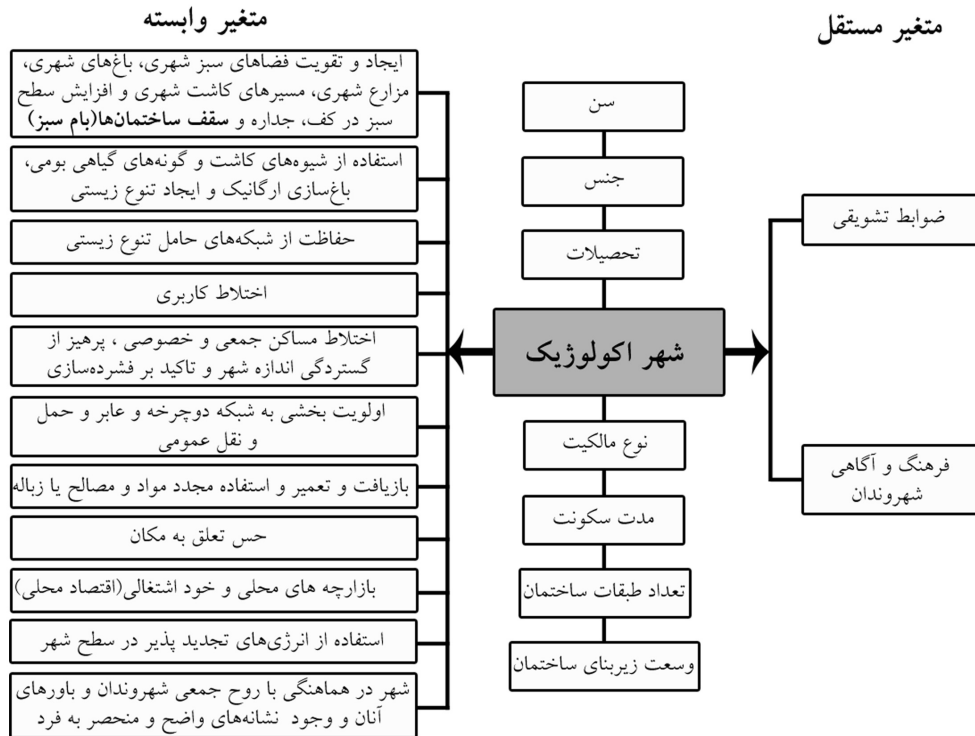 متغیر مستقل
ضوابط تشویقی
فرهنگ و آگاهی
شهروندان
سن
جنس
تحصیلات
شهر اکولوژیک
نوع مالکیت
مدت سکونت
تعداد طبقات ساختمان
وسعت زیربنای ساختمان
متغیر وابسته
ایجاد و تقویت فضاهای سبز شهری، باغ‌های شهری،
مزارع شهری، مسیرهای کاشت شهری و افزایش سطح
سبز در کف، جداره و سقف ساختمان‌ها(بام سبز)
استفاده از شیوه‌های کاشت و گونه‌های گیاهی بومی،
باغ‌سازی ارگانیک و ایجاد تنوع زیستی
حفاظت از شبکه‌های حامل تنوع زیستی
اختلاط کاربری
اختلاط مساکن جمعی و خصوصی ، پرهیز از
گستردگی اندازه شهر و تاکید بر فشرده‌سازی
اولویت بخشی به شبکه دوچرخه و عابر و حمل
و نقل عمومی
بازیافت و تعمیر و استفاده مجدد مواد و مصالح یا زباله
حس تعلق به مکان
بازارچه های محلی و خود اشتغالی(اقتصاد محلی)
استفاده از انرژی‌های تجدید پذیر در سطح شهر
شهر در هماهنگی با روح جمعی شهروندان و باورهای
آنان و وجود نشانه‌های واضح و منحصر به فرد